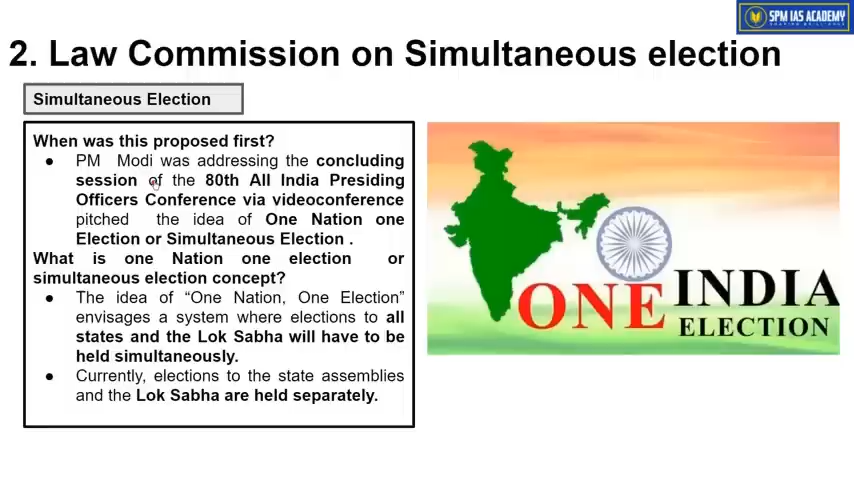 SPM IAS ACADEMY
SHAPING BRILLIANCE
2. Law Commission on Simultaneous election
Simultaneous Election
When was this proposed first?
● PM Modi was addressing the concluding
session of the 80th All India Presiding
Officers Conference via videoconference
pitched the idea of One Nation one
Election or Simultaneous Election .
What is one Nation one election or
simultaneous election concept?
● The idea of “One Nation, One Election”
envisages a system where elections to all
states and the Lok Sabha will have to be
held simultaneously.
● Currently, elections to the state assemblies
and the Lok Sabha are held separately.
ONE INDIA
ELECTION